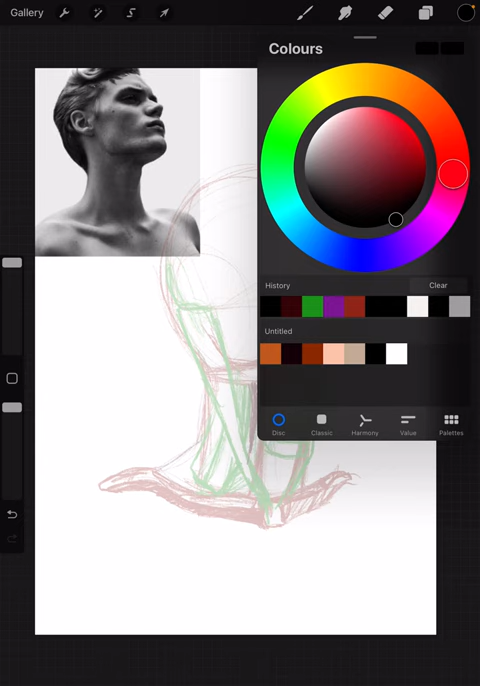 Gallery
Colours
History
Clear
Untitled
Disc
Classic
Harmony
Value
Palettes